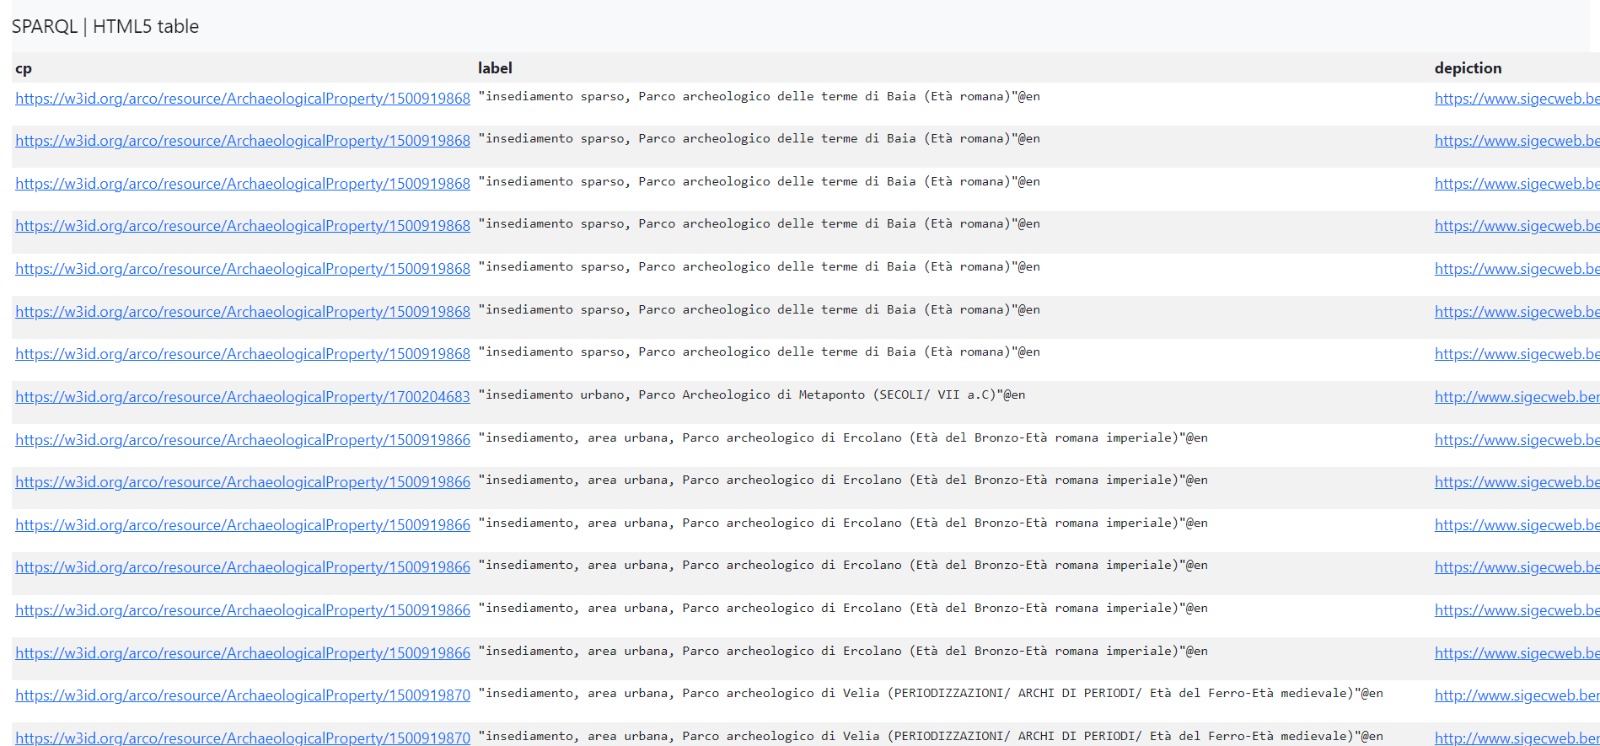 SPARQL | HTML5 table
cp label depiction
https://w3id.org/arco/resource/ArchaeologicalProperty/1500919868 "insediamento sparso, Parco archeologico delle terme di Baia (Età romana)"@en https://www.sigecweb.be
https://w3id.org/arco/resource/ArchaeologicalProperty/1500919868 "insediamento sparso, Parco archeologico delle terme di Baia (Età romana)"@en https://www.sigecweb.be
https://w3id.org/arco/resource/ArchaeologicalProperty/1500919868 "insediamento sparso, Parco archeologico delle terme di Baia (Età romana)"@en https://www.sigecweb.be
https://w3id.org/arco/resource/ArchaeologicalProperty/1500919868 "insediamento sparso, Parco archeologico delle terme di Baia (Età romana)"@en https://www.sigecweb.be
https://w3id.org/arco/resource/ArchaeologicalProperty/1500919868 "insediamento sparso, Parco archeologico delle terme di Baia (Età romana)"@en https://www.sigecweb.be
https://w3id.org/arco/resource/ArchaeologicalProperty/1500919868 "insediamento sparso, Parco archeologico delle terme di Baia (Età romana)"@en https://www.sigecweb.be
https://w3id.org/arco/resource/ArchaeologicalProperty/1500919868 "insediamento sparso, Parco archeologico delle terme di Baia (Età romana)"@en https://www.sigecweb.be
https://w3id.org/arco/resource/ArchaeologicalProperty/1700204683 "insediamento urbano, Parco Archeologico di Metaponto (SECOLI/ VII a.C)"@en http://www.sigecweb.ber
https://w3id.org/arco/resource/ArchaeologicalProperty/1500919866 "insediamento, area urbana, Parco archeologico di Ercolano (Età del Bronzo-Età romana imperiale)"@en https://www.sigecweb.be
https://w3id.org/arco/resource/ArchaeologicalProperty/1500919866 "insediamento, area urbana, Parco archeologico di Ercolano (Età del Bronzo-Età romana imperiale)"@en https://www.sigecweb.be
https://w3id.org/arco/resource/ArchaeologicalProperty/1500919866 "insediamento, area urbana, Parco archeologico di Ercolano (Età del Bronzo-Età romana imperiale)"@en https://www.sigecweb.be
https://w3id.org/arco/resource/ArchaeologicalProperty/1500919866 "insediamento, area urbana, Parco archeologico di Ercolano (Età del Bronzo-Età romana imperiale)"@en https://www.sigecweb.be
https://w3id.org/arco/resource/ArchaeologicalProperty/1500919866 "insediamento, area urbana, Parco archeologico di Ercolano (Età del Bronzo-Età romana imperiale)"@en https://www.sigecweb.be
https://w3id.org/arco/resource/ArchaeologicalProperty/1500919866 "insediamento, area urbana, Parco archeologico di Ercolano (Età del Bronzo-Età romana imperiale)"@en https://www.sigecweb.be
https://w3id.org/arco/resource/ArchaeologicalProperty/1500919870 "insediamento, area urbana, Parco archeologico di Velia (PERIODIZZAZIONI/ ARCHI DI PERIODI/ Età del Ferro-Età medievale)"@en http://www.sigecweb.ber
https://w3id.org/arco/resource/ArchaeologicalProperty/1500919870 "insediamento, area urbana, Parco archeologico di Velia (PERIODIZZAZIONI/ ARCHI DI PERIODI/ Età del Ferro-Età medievale)"@en http://www.sigecweb.ber